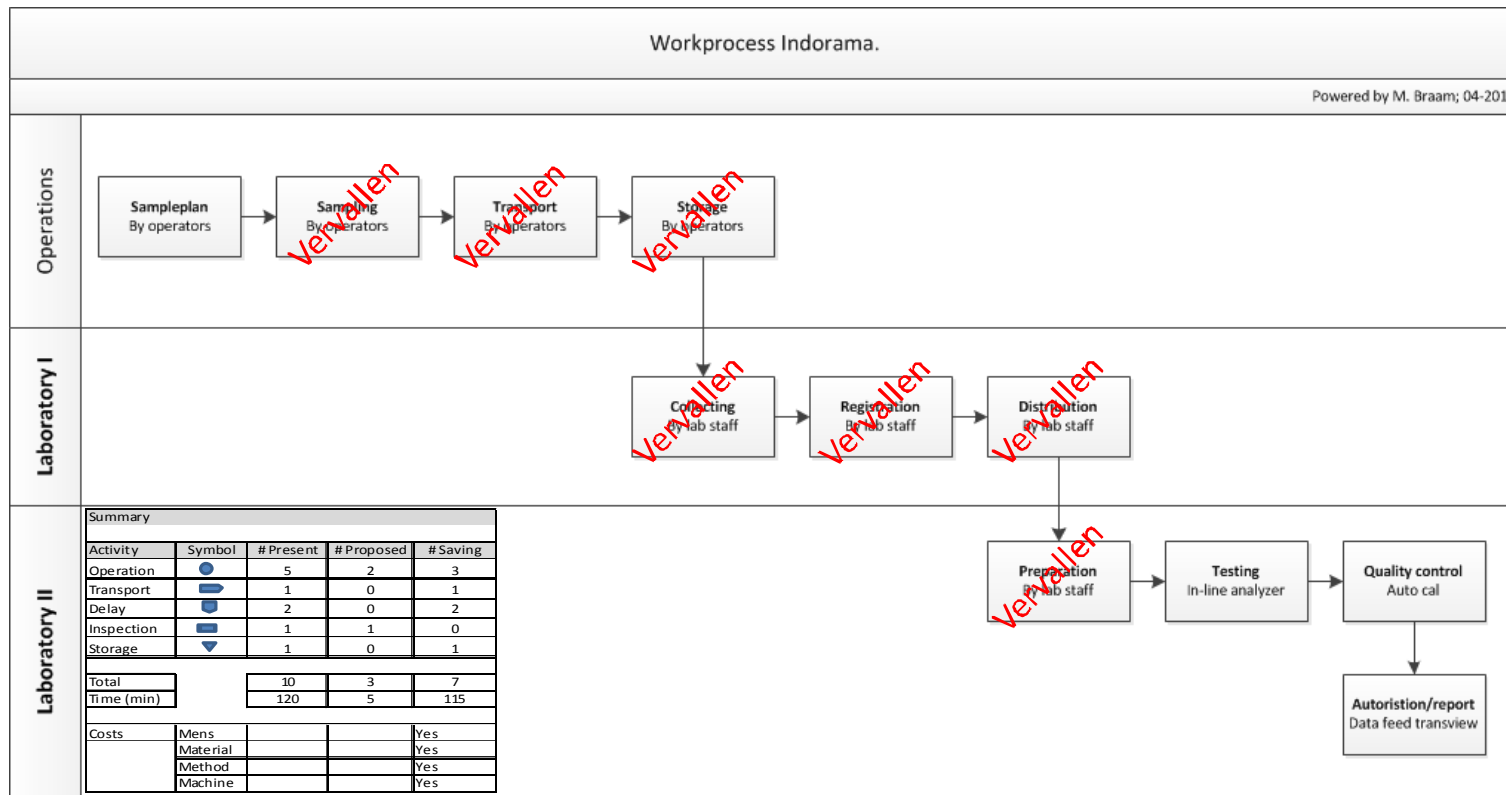 Workprocess Indorama.
Powered by M. Braam; 04-201
Operations
Sampleplan
By operators
Sampling
By operators
Vervallen
Transport
By operators
Vervallen
Storage
By operators
Vervallen
Laboratory I
Collecting
By lab staff
Vervallen
Registration
By lab staff
Vervallen
Distribution
By lab staff
Vervallen
Laboratory II
Preparation
By lab staff
Vervallen
Testing
In-line analyzer
Quality control
Auto cal
Autoristion/report
Data feed transview
Summary
Activity Symbol # Present # Proposed # Saving
Operation 5 2 3
Transport 1 0 1
Delay 2 0 2
Inspection 1 1 0
Storage 1 0 1
Total 10 3 7
Time (min) 120 5 115
Costs Mens Yes
Material Yes
Method Yes
Machine Yes